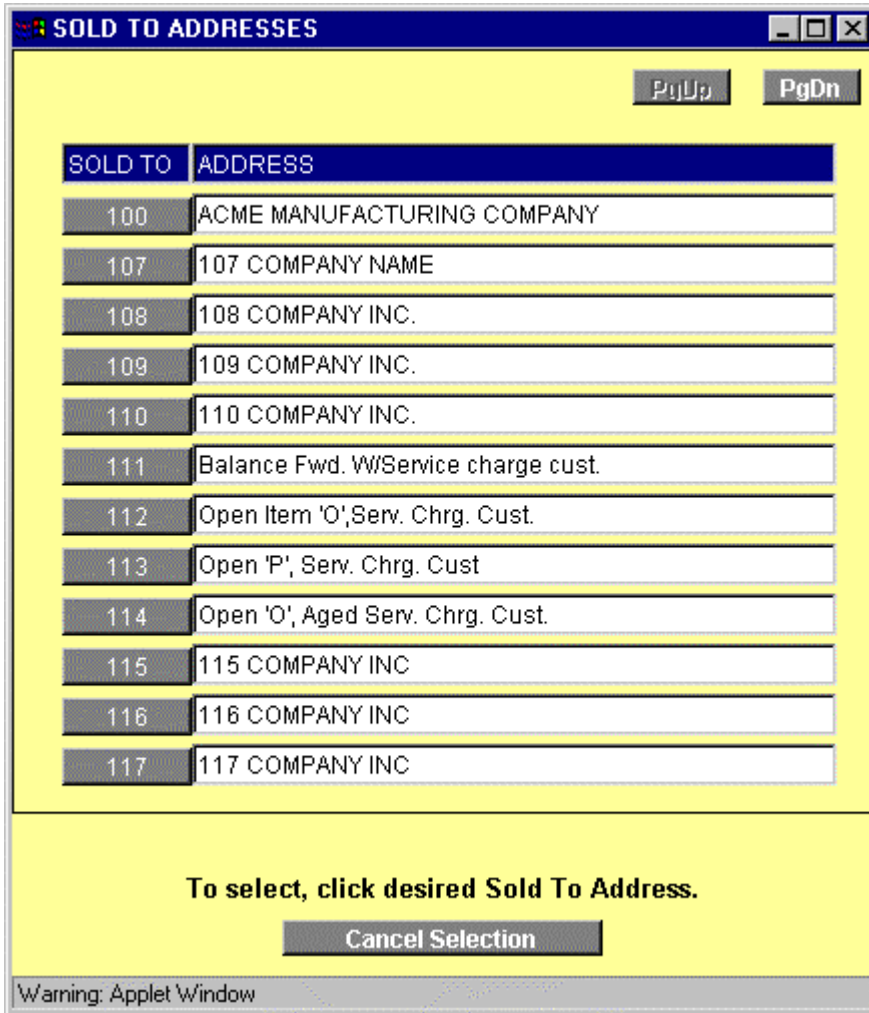 SOLD TO ADDRESSES
PgUp PgDn
SOLD TO ADDRESS
100 ACME MANUFACTURING COMPANY
107 107 COMPANY NAME
108 108 COMPANY INC.
109 109 COMPANY INC.
110 110 COMPANY INC.
111 Balance Fwd. W/Service charge cust.
112 Open Item 'O',Serv. Chrg. Cust.
113 Open 'P', Serv. Chrg. Cust
114 Open 'O', Aged Serv. Chrg. Cust.
115 115 COMPANY INC
116 116 COMPANY INC
117 117 COMPANY INC
To select, click desired Sold To Address.
Cancel Selection
Warning: Applet Window